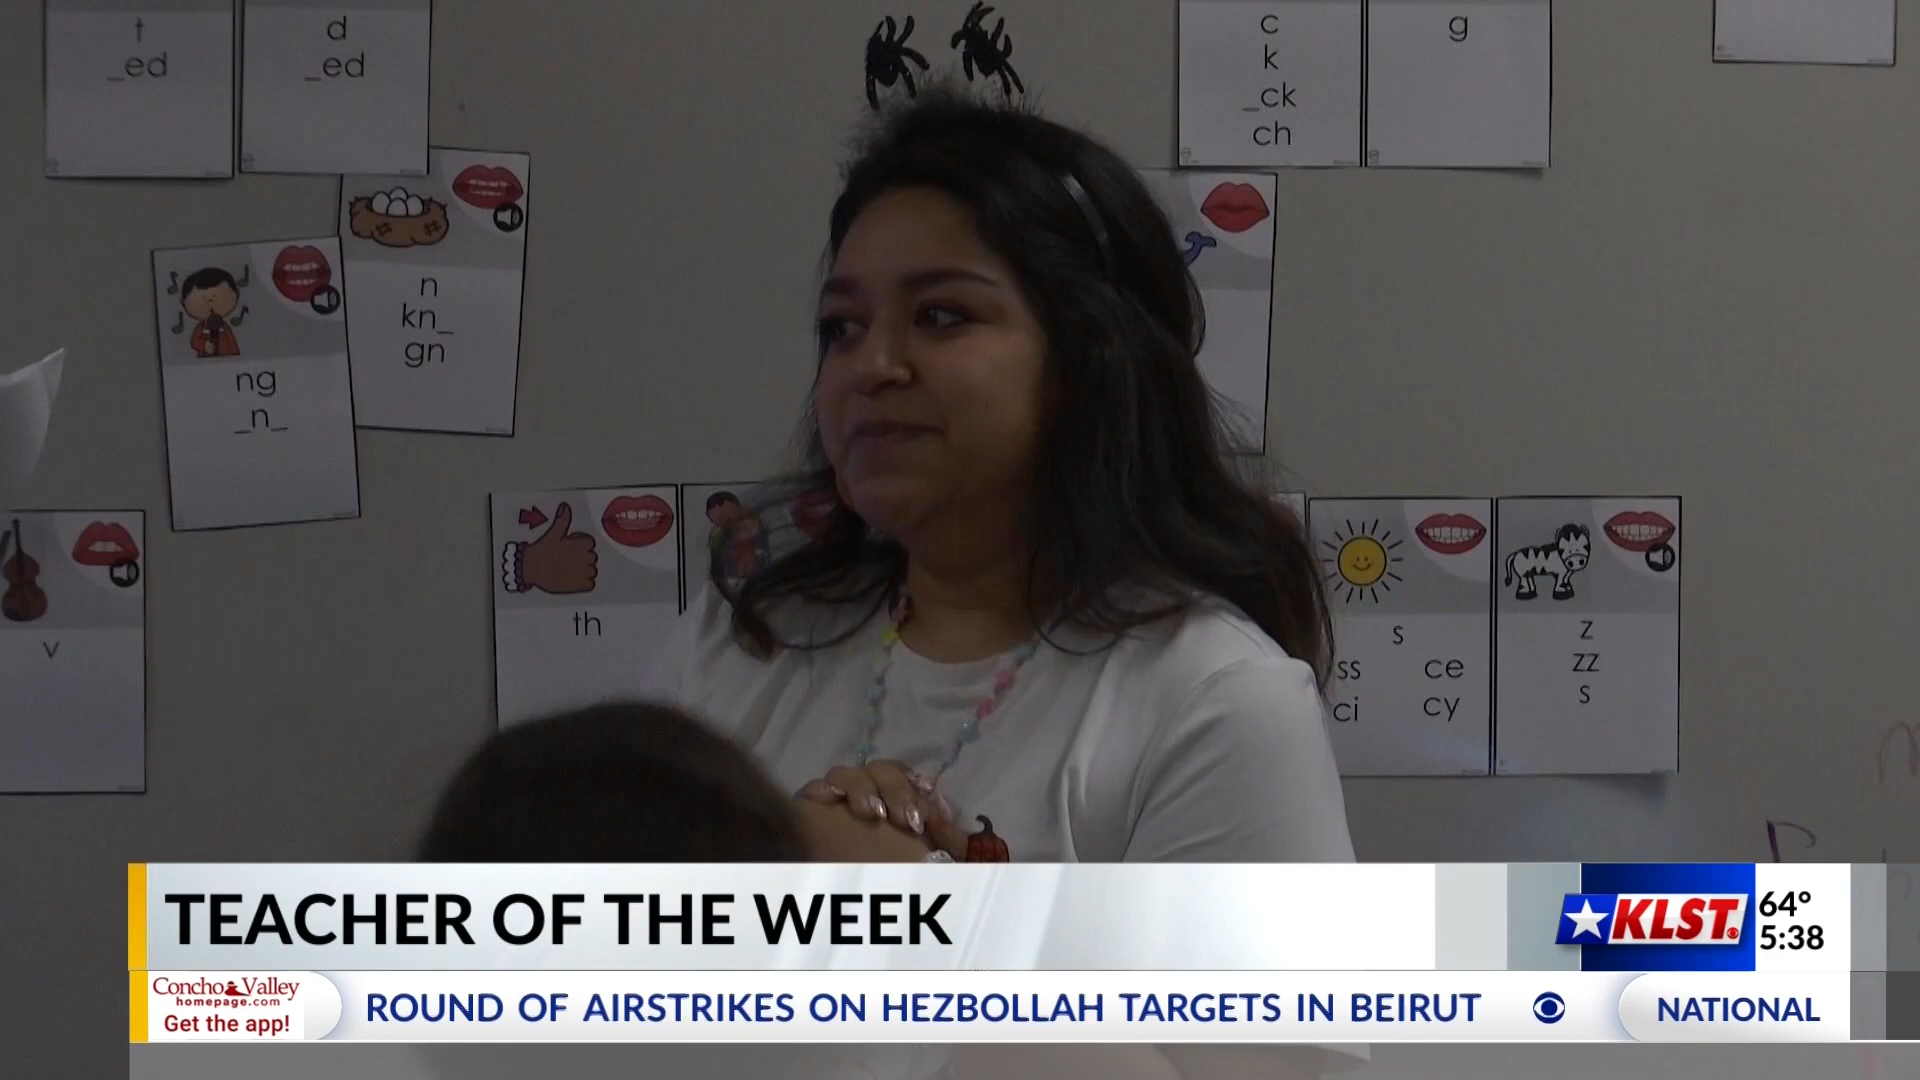 t
_ed
d
_ed
c
k
_ck
ch
g
n
kn_
gn
ng
_n_
v
th
s
ss ce
ci cy
z
zz
s
TEACHER OF THE WEEK
KLST
64°
5:38
Concho Valley
homepage.com
Get the app!
ROUND OF AIRSTRIKES ON HEZBOLLAH TARGETS IN BEIRUT
NATIONAL